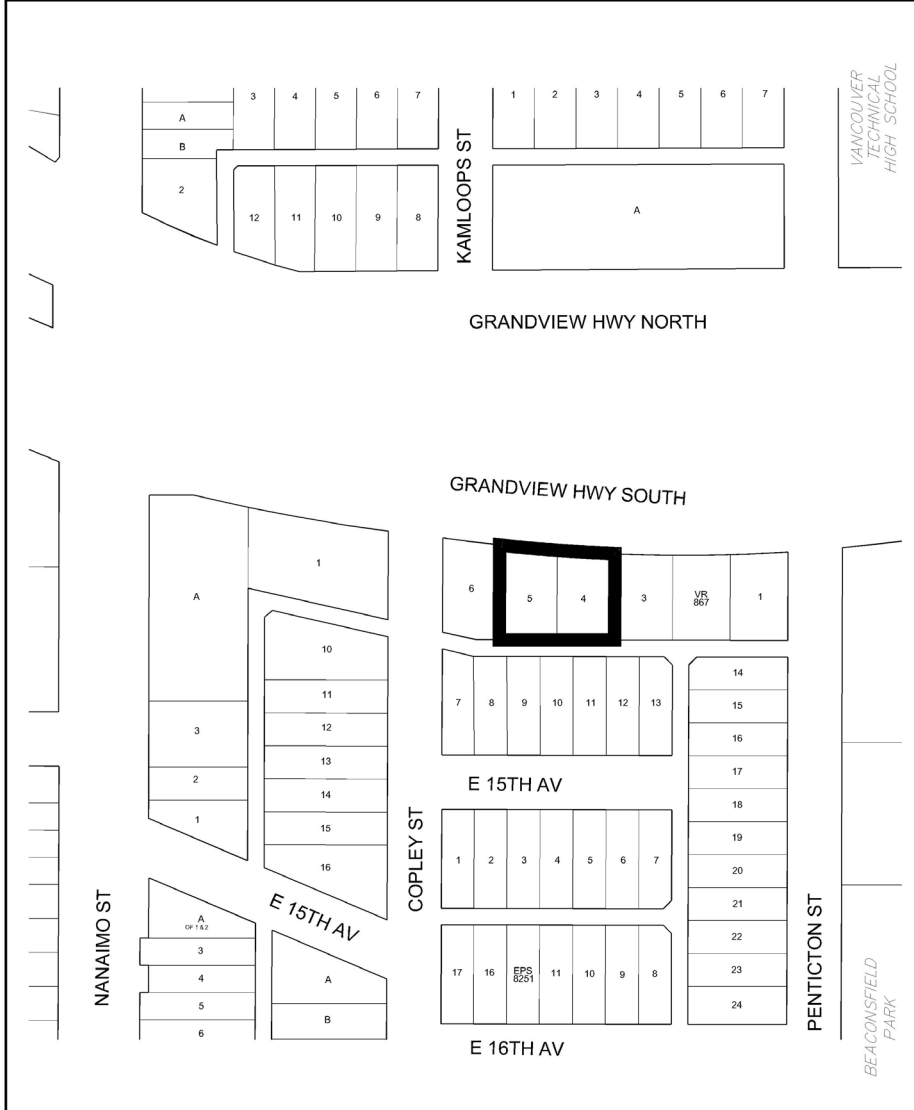 VANCOUVER
TECHNICAL
HIGH SCHOOL
3 4 5 6 7
1 2 3 4 5 6 7
A
B
2
12 11 10 9 8
KAMLOOPS ST
A
GRANDVIEW HWY NORTH
GRANDVIEW HWY SOUTH
A
1
6
5
4
3
VR
867
1
10
11
12
13
14
15
16
3
2
1
7 8 9 10 11 12 13
14
15
16
17
18
19
20
21
22
23
24
E 15TH AV
COPLEY ST
1 2 3 4 5 6 7
E 15TH AV
NANAIMO ST
A
OF 1 & 2
3
4
5
6
A
B
17 16
EPS
8251
11 10 9 8
E 16TH AV
PENTICTON ST
BEACONSFIELD
PARK